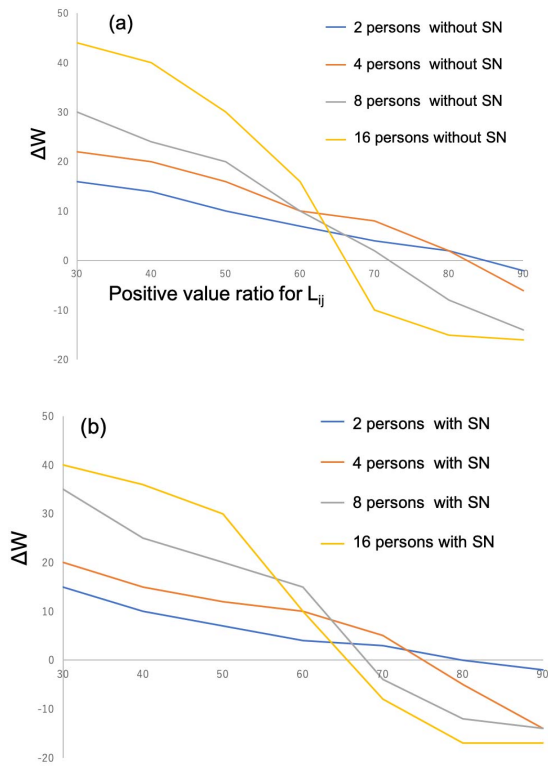 (a)
50
40
30
20
10
0
-10
-20
ΔW
2 persons without SN
4 persons without SN
8 persons without SN
16 persons without SN
30 40 50 60 70 80 90
Positive value ratio for Lij
(b)
50
40
30
20
10
0
-10
-20
ΔW
2 persons with SN
4 persons with SN
8 persons with SN
16 persons with SN
30 40 50 60 70 80 90